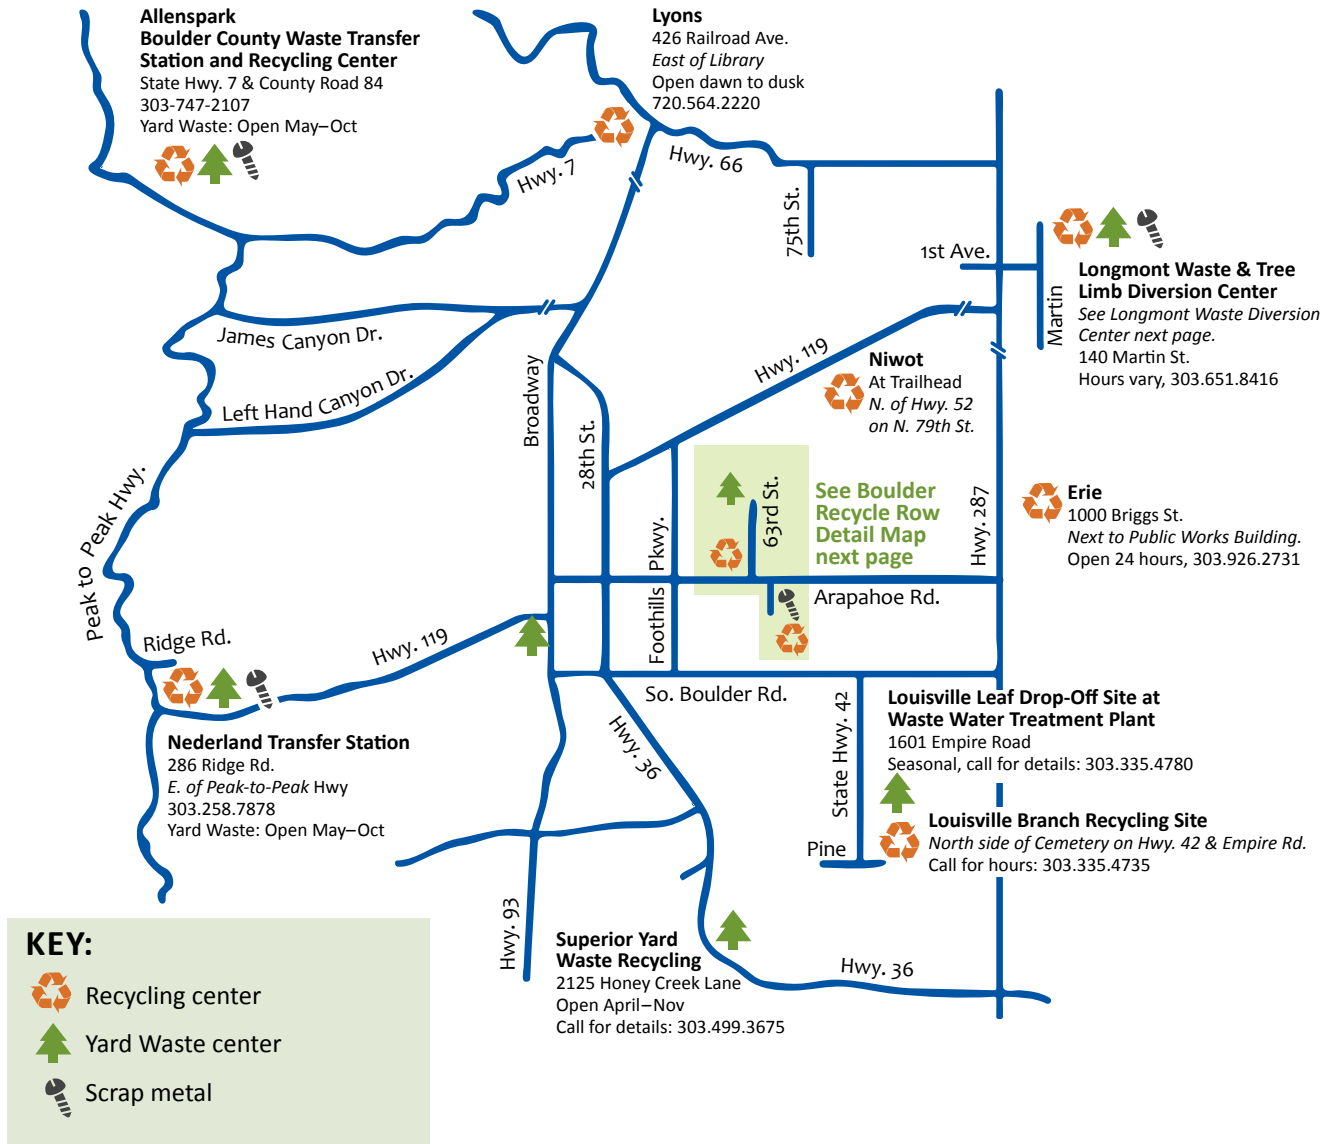 Allenspark
Boulder County Waste Transfer
Station and Recycling Center
State Hwy. 7 & County Road 84
303-747-2107
Yard Waste: Open May–Oct
Lyons
426 Railroad Ave.
East of Library
Open dawn to dusk
720.564.2220
Hwy. 7
Hwy. 66
75th St.
1st Ave.
Martin
Longmont Waste & Tree
Limb Diversion Center
See Longmont Waste Diversion
Center next page.
140 Martin St.
Hours vary, 303.651.8416
James Canyon Dr.
Left Hand Canyon Dr.
Broadway
28th St.
Hwy. 119
Niwot
At Trailhead
N. of Hwy. 52
on N. 79th St.
Peak to Peak Hwy.
Pkwy.
Foothills
63rd St.
See Boulder
Recycle Row
Detail Map
next page
Hwy. 287
Erie
1000 Briggs St.
Next to Public Works Building.
Open 24 hours, 303.926.2731
Arapahoe Rd.
Ridge Rd.
Hwy. 119
So. Boulder Rd.
Nederland Transfer Station
286 Ridge Rd.
E. of Peak-to-Peak Hwy
303.258.7878
Yard Waste: Open May–Oct
Hwy. 36
State Hwy. 42
Louisville Leaf Drop-Off Site at
Waste Water Treatment Plant
1601 Empire Road
Seasonal, call for details: 303.335.4780
Louisville Branch Recycling Site
North side of Cemetery on Hwy. 42 & Empire Rd.
Call for hours: 303.335.4735
Pine
Hwy. 93
Superior Yard
Waste Recycling
2125 Honey Creek Lane
Open April–Nov
Call for details: 303.499.3675
Hwy. 36
KEY:
Recycling center
Yard Waste center
Scrap metal